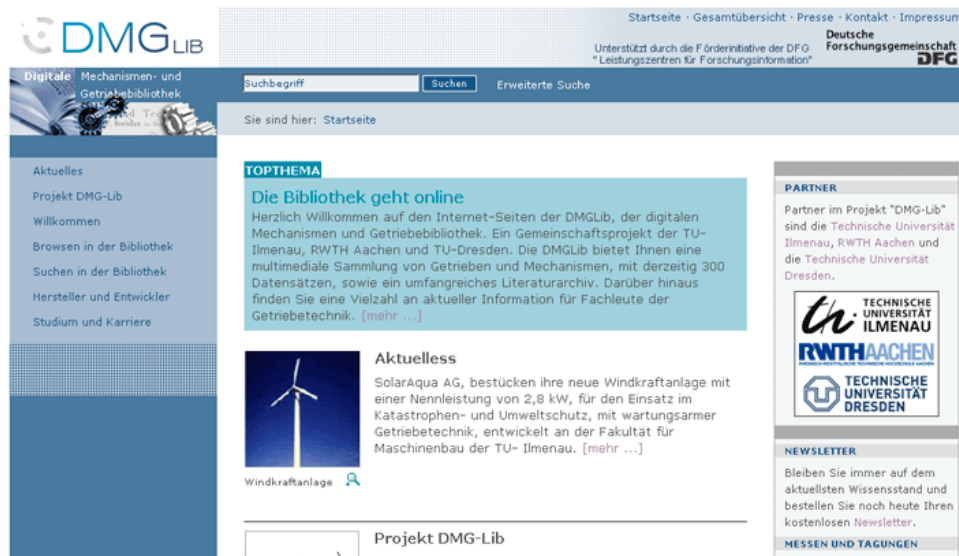 Startseite · Gesamtübersicht · Presse · Kontakt · Impressum
DMGLIB
Unterstützt durch die Förderinitiative der DFG
"Leistungszentren für Forschungsinformation"
Deutsche
Forschungsgemeinschaft
DFG
Digitale Mechanismen- und
Getriebebibliothek
Suchbegriff Suchen Erweiterte Suche
Sie sind hier: Startseite
Aktuelles
Projekt DMG-Lib
Willkommen
Browsen in der Bibliothek
Suchen in der Bibliothek
Hersteller und Entwickler
Studium und Karriere
TOPTHEMA
Die Bibliothek geht online
Herzlich Willkommen auf den Internet-Seiten der DMGLib, der digitalen
Mechanismen und Getriebebibliothek. Ein Gemeinschaftsprojekt der TU-
Ilmenau, RWTH Aachen und TU-Dresden. Die DMGLib bietet Ihnen eine
multimediale Sammlung von Getrieben und Mechanismen, mit derzeitig 300
Datensätzen, sowie ein umfangreiches Literaturarchiv. Darüber hinaus
finden Sie eine Vielzahl an aktueller Information für Fachleute der
Getriebetechnik. [mehr ...]
Aktuelless
SolarAqua AG, bestücken ihre neue Windkraftanlage mit
einer Nennleistung von 2,8 kW, für den Einsatz im
Katastrophen- und Umweltschutz, mit wartungsarmer
Getriebetechnik, entwickelt an der Fakultät für
Maschinenbau der TU- Ilmenau. [mehr ...]
Windkraftanlage
Projekt DMG-Lib
PARTNER
Partner im Projekt "DMG-Lib"
sind die Technische Universität
Ilmenau, RWTH Aachen und
die Technische Universität
Dresden.
th
TECHNISCHE
UNIVERSITÄT
ILMENAU
RWTHAACHEN
RHEINISCH-WESTFÄLISCHE TECHNISCHE HOCHSCHULE AACHEN
TECHNISCHE
UNIVERSITÄT
DRESDEN
NEWSLETTER
Bleiben Sie immer auf dem
aktuellsten Wissensstand und
bestellen Sie noch heute Ihren
kostenlosen Newsletter.
MESSEN UND TAGUNGEN